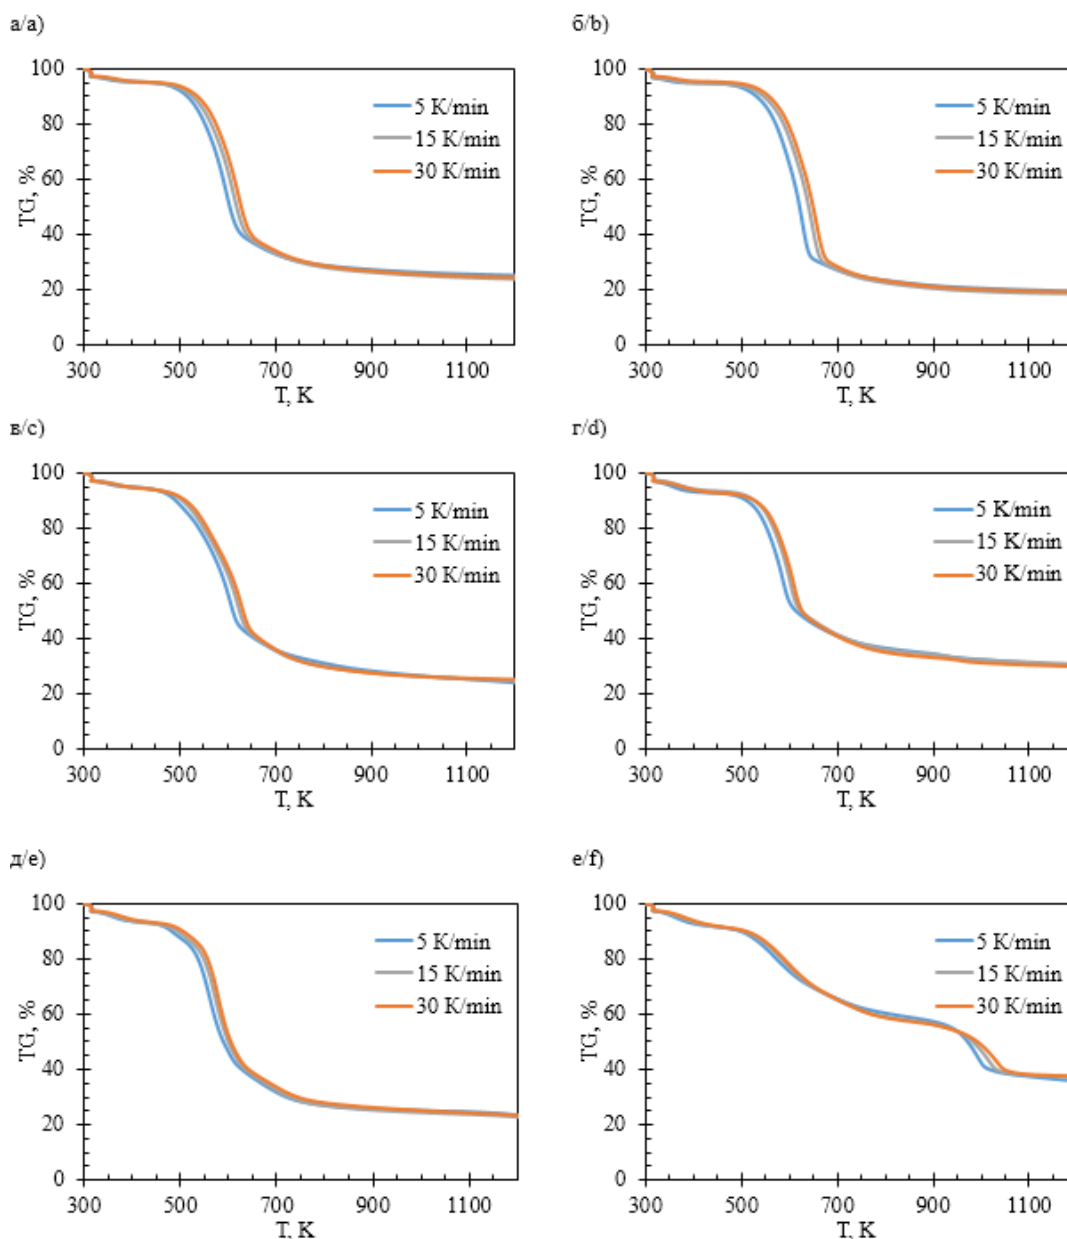 а/a)
б/b)
100
80
60
40
20
0
TG, %
5 K/min
15 K/min
30 K/min
300 500 700 900 1100
T, K
100
80
60
40
20
0
TG, %
5 K/min
15 K/min
30 K/min
300 500 700 900 1100
T, K
в/c)
г/d)
100
80
60
40
20
0
TG, %
5 K/min
15 K/min
30 K/min
300 500 700 900 1100
T, K
100
80
60
40
20
0
TG, %
5 K/min
15 K/min
30 K/min
300 500 700 900 1100
T, K
д/e)
е/f)
100
80
60
40
20
0
TG, %
5 K/min
15 K/min
30 K/min
300 500 700 900 1100
T, K
100
80
60
40
20
0
TG, %
5 K/min
15 K/min
30 K/min
300 500 700 900 1100
T, K